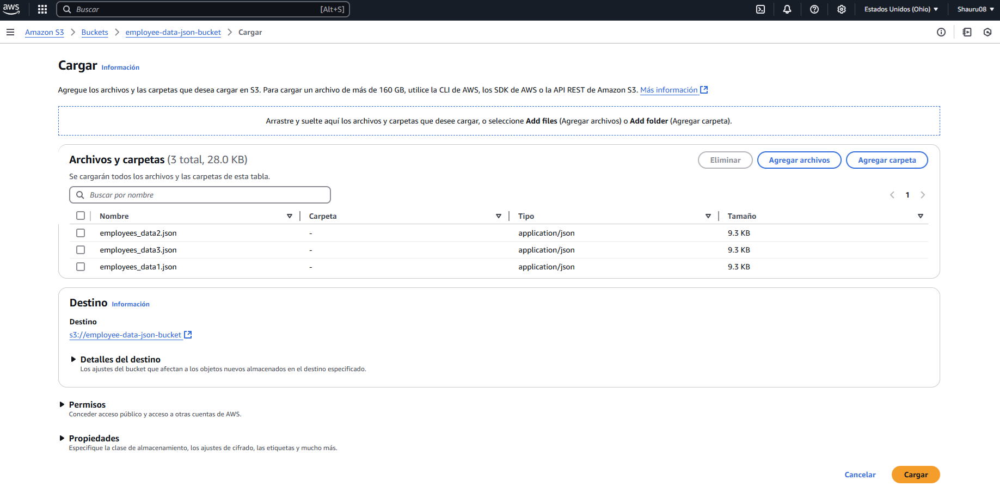 aws
Buscar [Alt+S] Estados Unidos (Ohio) Shauru08
Amazon S3 Buckets employee-data-json-bucket Cargar
Cargar Información
Agregue los archivos y las carpetas que desea cargar en S3. Para cargar un archivo de más de 160 GB, utilice la CLI de AWS, los SDK de AWS o la API REST de Amazon S3. Más información
Arrastre y suelte aquí los archivos y carpetas que desee cargar, o seleccione Add files (Agregar archivos) o Add folder (Agregar carpeta).
Archivos y carpetas (3 total, 28.0 KB) Eliminar Agregar archivos Agregar carpeta
Se cargarán todos los archivos y las carpetas de esta tabla.
Buscar por nombre 1
Nombre Carpeta Tipo Tamaño
employees_data2.json - application/json 9.3 KB
employees_data3.json - application/json 9.3 KB
employees_data1.json - application/json 9.3 KB
Destino Información
Destino
s3://employee-data-json-bucket
Detalles del destino
Los ajustes del bucket que afectan a los objetos nuevos almacenados en el destino especificado.
Permisos
Conceder acceso público y acceso a otras cuentas de AWS.
Propiedades
Especifique la clase de almacenamiento, los ajustes de cifrado, las etiquetas y mucho más.
Cancelar Cargar